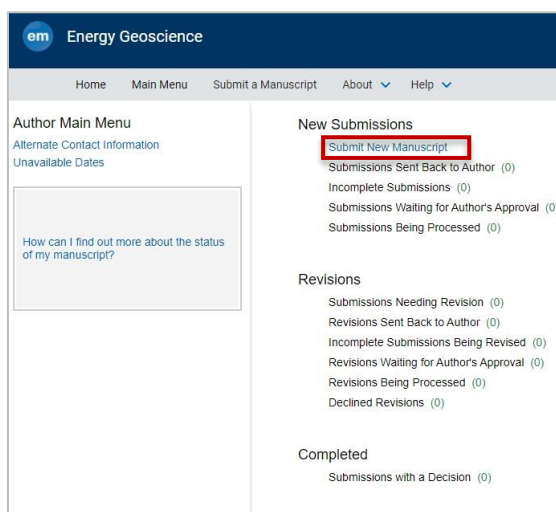 em Energy Geoscience
Home Main Menu Submit a Manuscript About Help
Author Main Menu
Alternate Contact Information
Unavailable Dates
How can I find out more about the status
of my manuscript?
New Submissions
Submit New Manuscript
Submissions Sent Back to Author (0)
Incomplete Submissions (0)
Submissions Waiting for Author's Approval (0
Submissions Being Processed (0)
Revisions
Submissions Needing Revision (0)
Revisions Sent Back to Author (0)
Incomplete Submissions Being Revised (0)
Revisions Waiting for Author's Approval (0)
Revisions Being Processed (0)
Declined Revisions (0)
Completed
Submissions with a Decision (0)